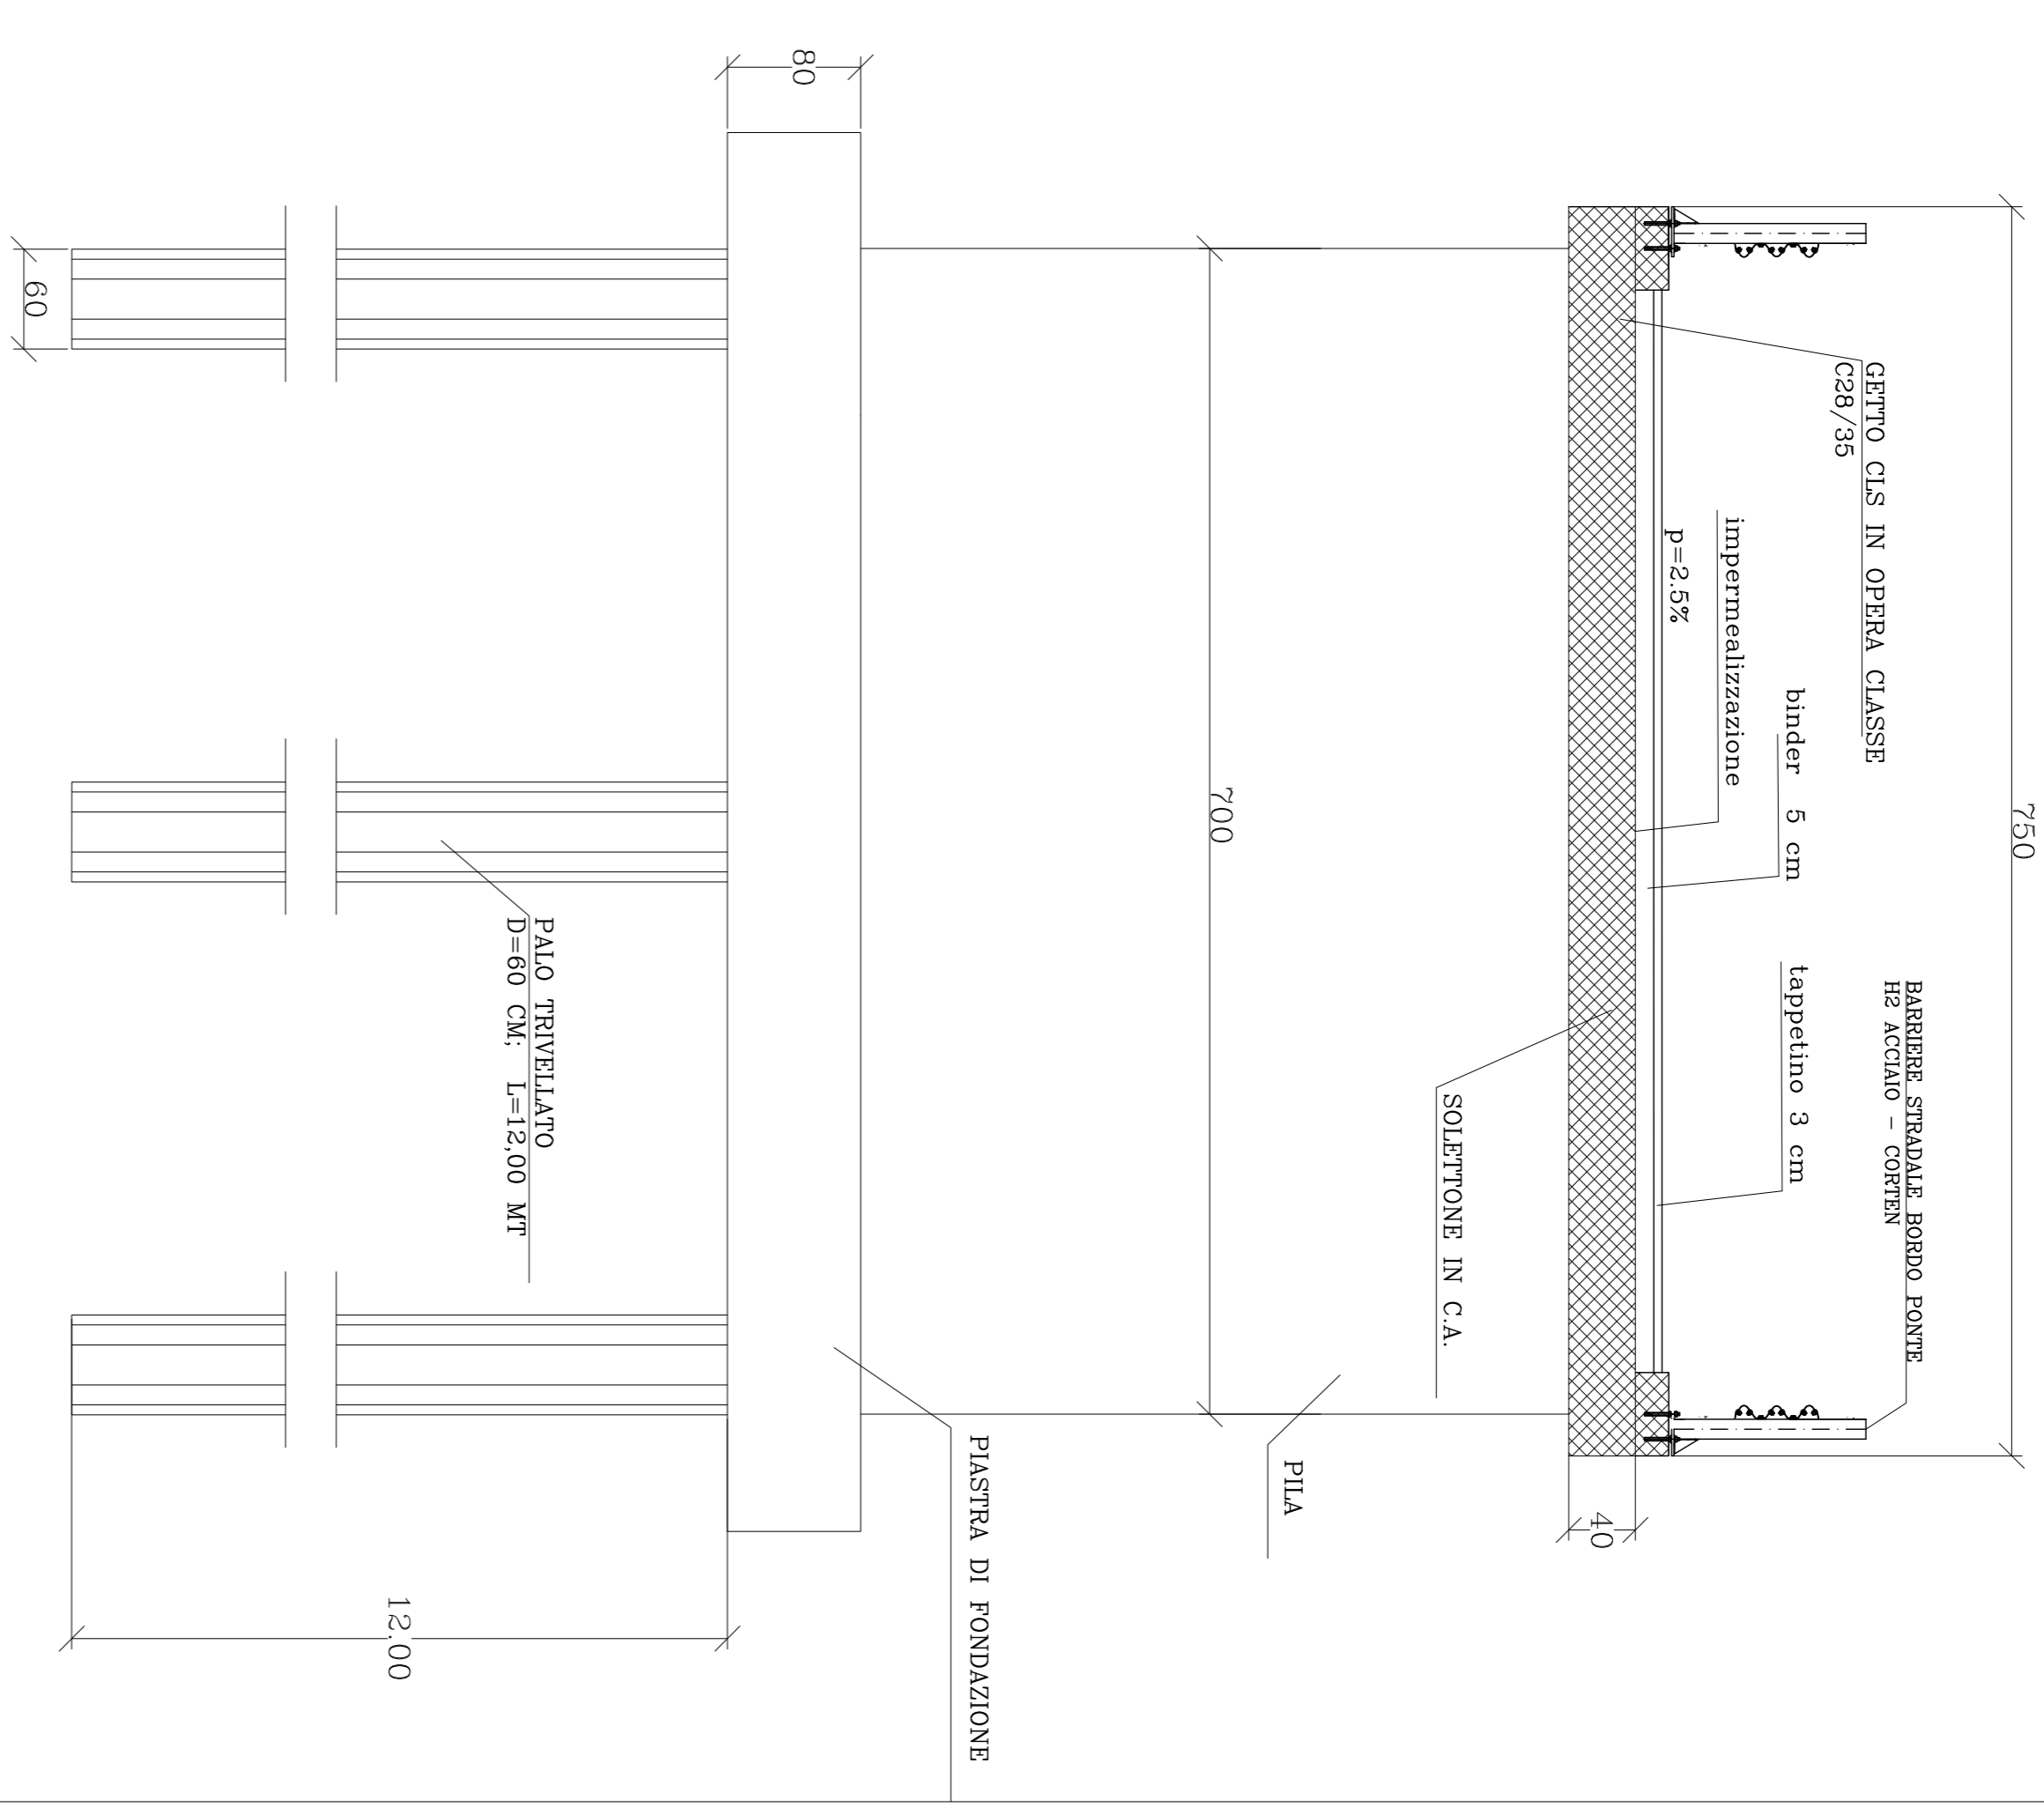 750
BARRIERE STRADALE BORDO PONTE
H2 ACCIAIO - CORTEN
GETTO CLS IN OPERA CLASSE
C28/35
binder 5 cm
tappetino 3 cm
impermealizzazione
p=2.5%
40
SOLETTONE IN C.A.
PILA
700
PIASTRA DI FONDAZIONE
80
PALO TRIVELLATO
D=60 CM; L=12,00 MT
12.00
60